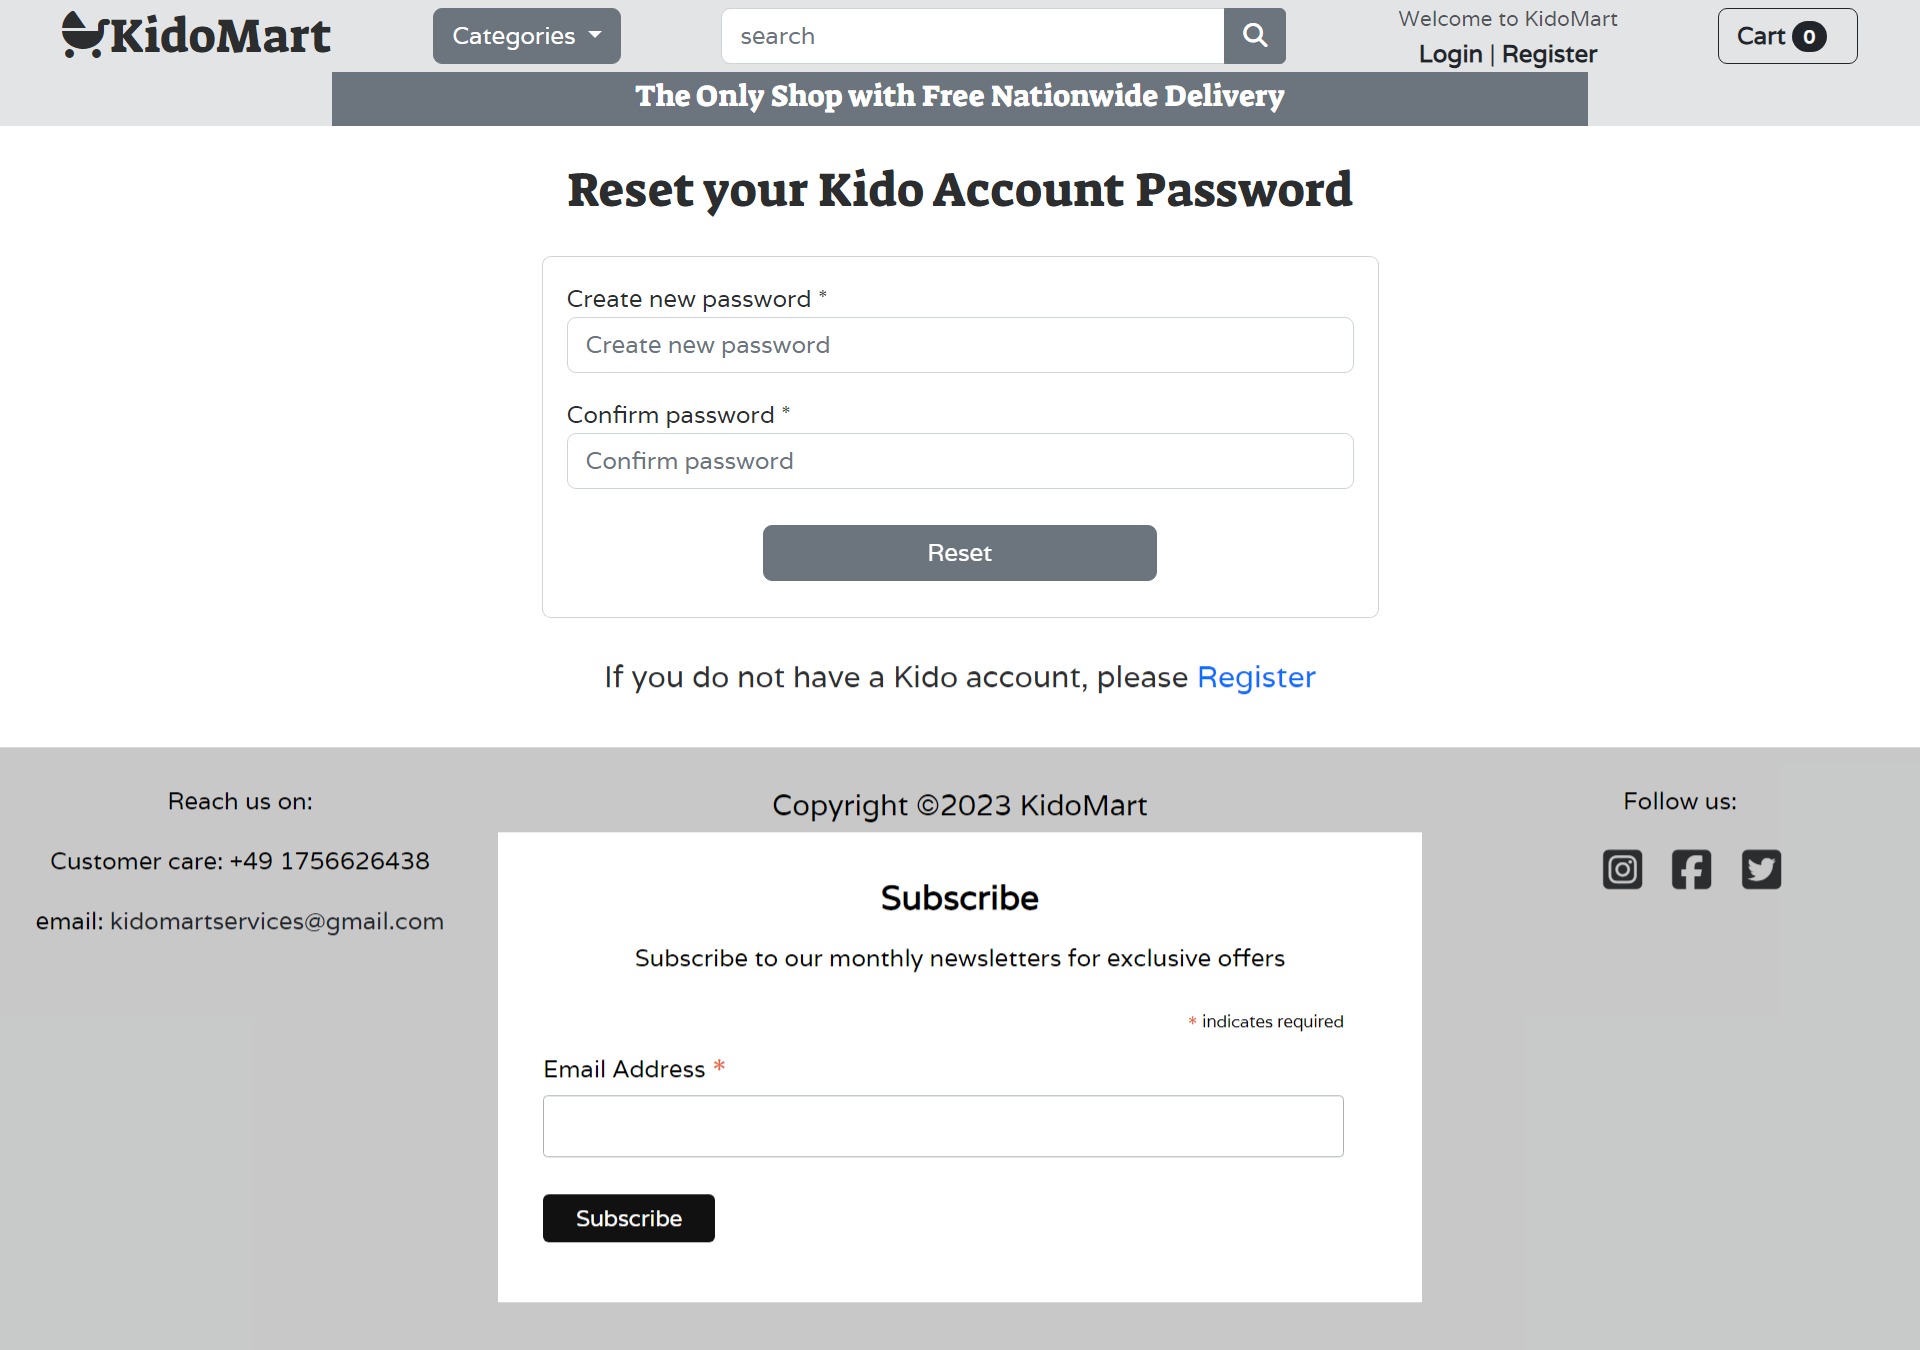 KidoMart
Categories
search
Welcome to KidoMart
Login | Register
Cart 0
The Only Shop with Free Nationwide Delivery
Reset your Kido Account Password
Create new password *
Create new password
Confirm password *
Confirm password
Reset
If you do not have a Kido account, please Register
Reach us on:
Customer care: +49 1756626438
email: kidomartservices@gmail.com
Copyright ©2023 KidoMart
Subscribe
Subscribe to our monthly newsletters for exclusive offers
* indicates required
Email Address *
Subscribe
Follow us: